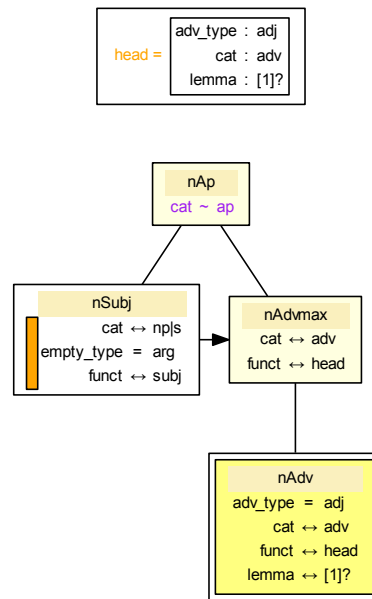 head =
adv_type : adj
cat : adv
lemma : [1]?
nAp
cat ~ ap
nSubj
cat ↔ np|s
empty_type = arg
funct ↔ subj
nAdvmax
cat ↔ adv
funct ↔ head
nAdv
adv_type = adj
cat ↔ adv
funct ↔ head
lemma ↔ [1]?